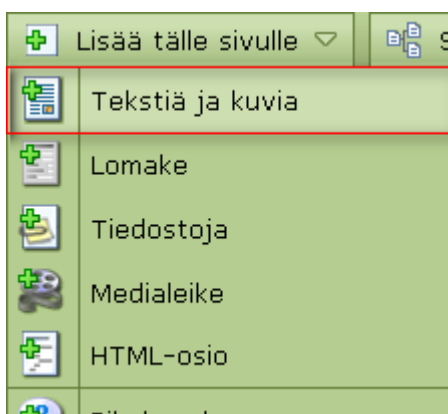 Lisää tälle sivulle
Tekstiä ja kuvia
Lomake
Tiedostoja
Medialeike
HTML-osio